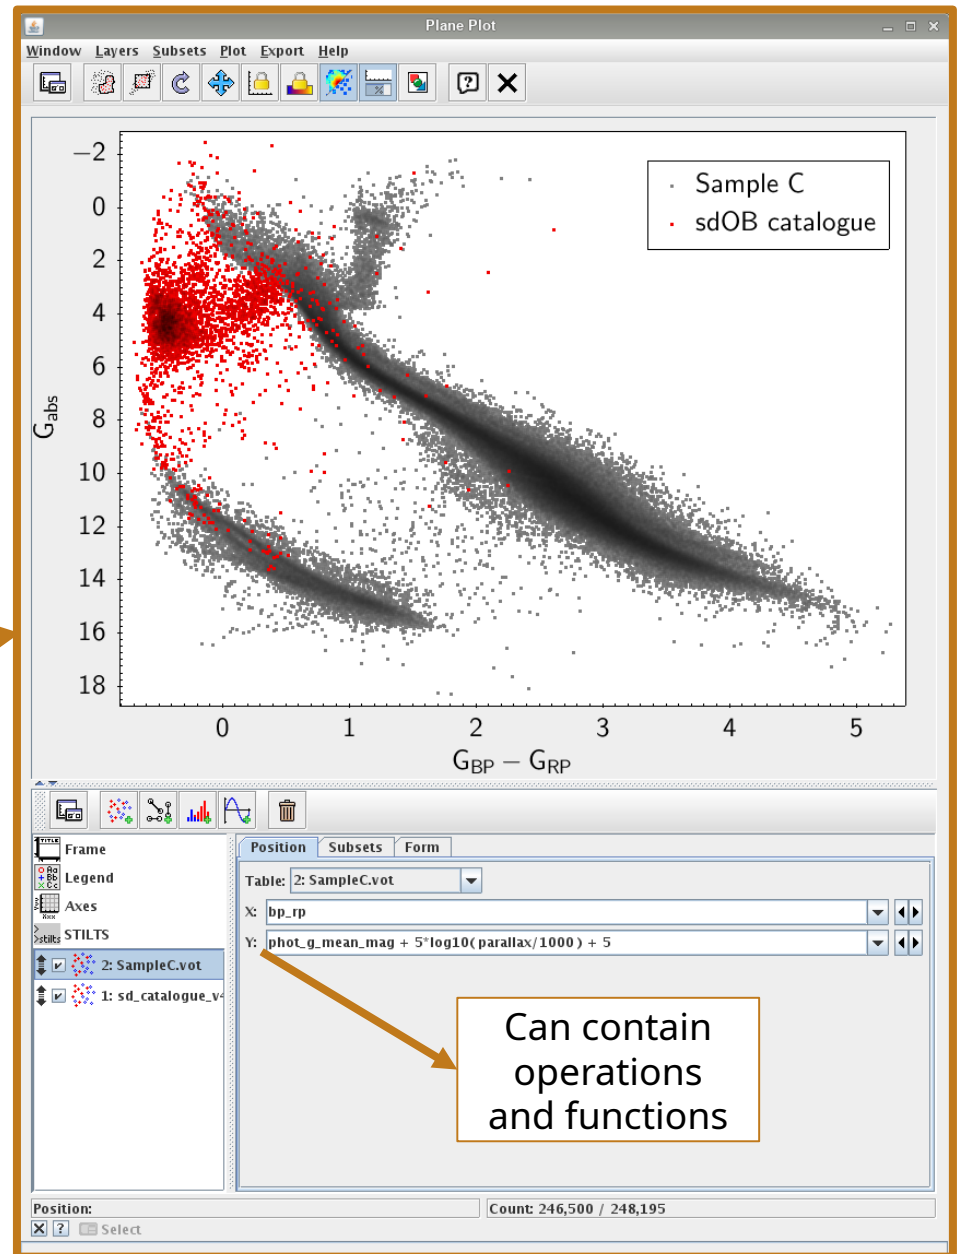 Plane Plot
Window Layers Subsets Plot Export Help
−2
0
2
4
6
8
10
12
14
16
18
G_abs
Sample C
sdOB catalogue
0 1 2 3 4 5
G_BP − G_RP
Frame
Legend
Axes
STILTS
2: SampleC.vot
1: sd_catalogue_v
Position Subsets Form
Table: 2: SampleC.vot
X: bp_rp
Y: phot_g_mean_mag + 5*log10( parallax/1000 ) + 5
Can contain
operations
and functions
Position:
Count: 246,500 / 248,195
Select